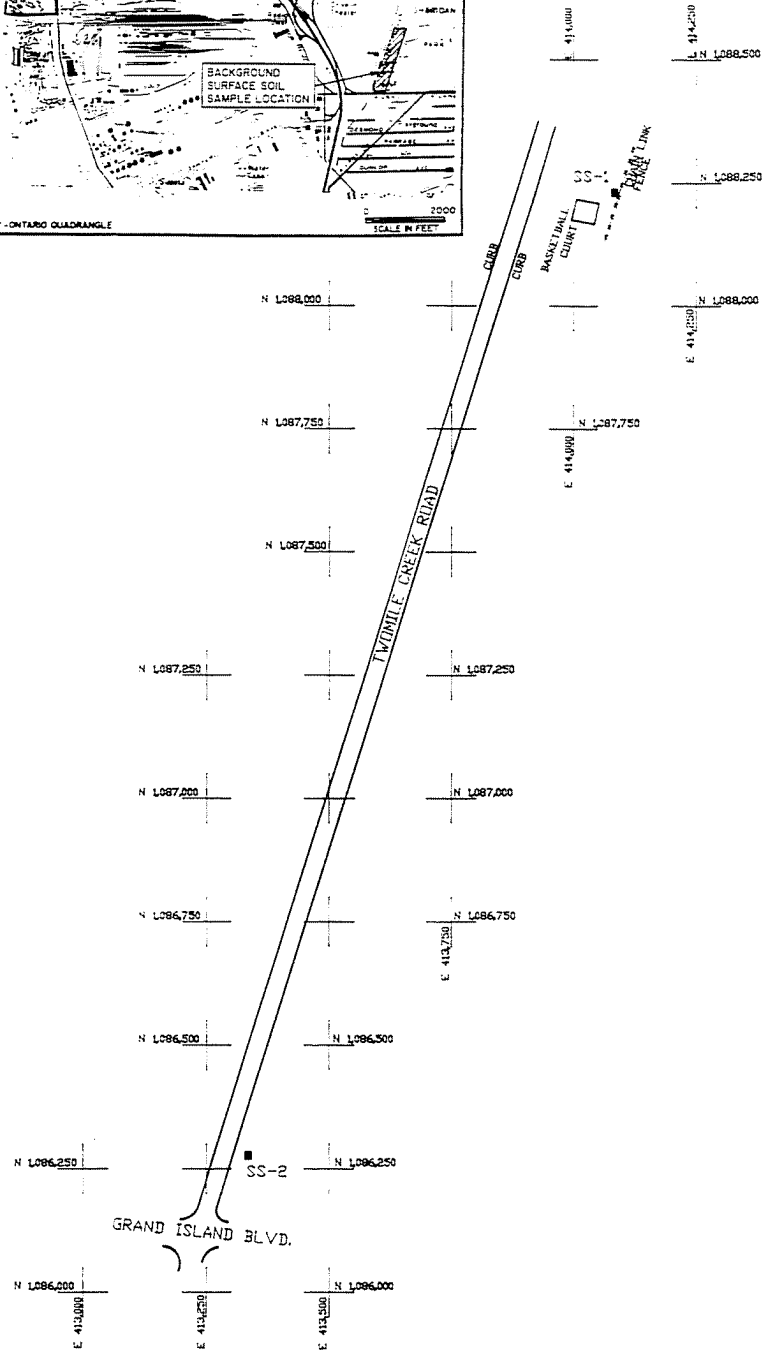 BACKGROUND
SURFACE SOIL
SAMPLE LOCATION
SHERIDAN
PARK
-ONTARIO QUADRANGLE
0 2000
SCALE IN FEET
E 414,000
E 414,250
N 1,088,500
SS-1
CHAIN LINK
FENCE
N 1,088,250
BASKETBALL
COURT
CURB
CURB
N 1,088,000
N 1,088,000
E 414,250
N 1,087,750
N 1,087,750
E 414,000
TWOMILE CREEK ROAD
N 1,087,500
N 1,087,250
N 1,087,250
N 1,087,000
N 1,087,000
N 1,086,750
N 1,086,750
E 413,750
N 1,086,500
N 1,086,500
N 1,086,250
N 1,086,250
SS-2
GRAND ISLAND BLVD.
N 1,086,000
N 1,086,000
E 413,000
E 413,250
E 413,500